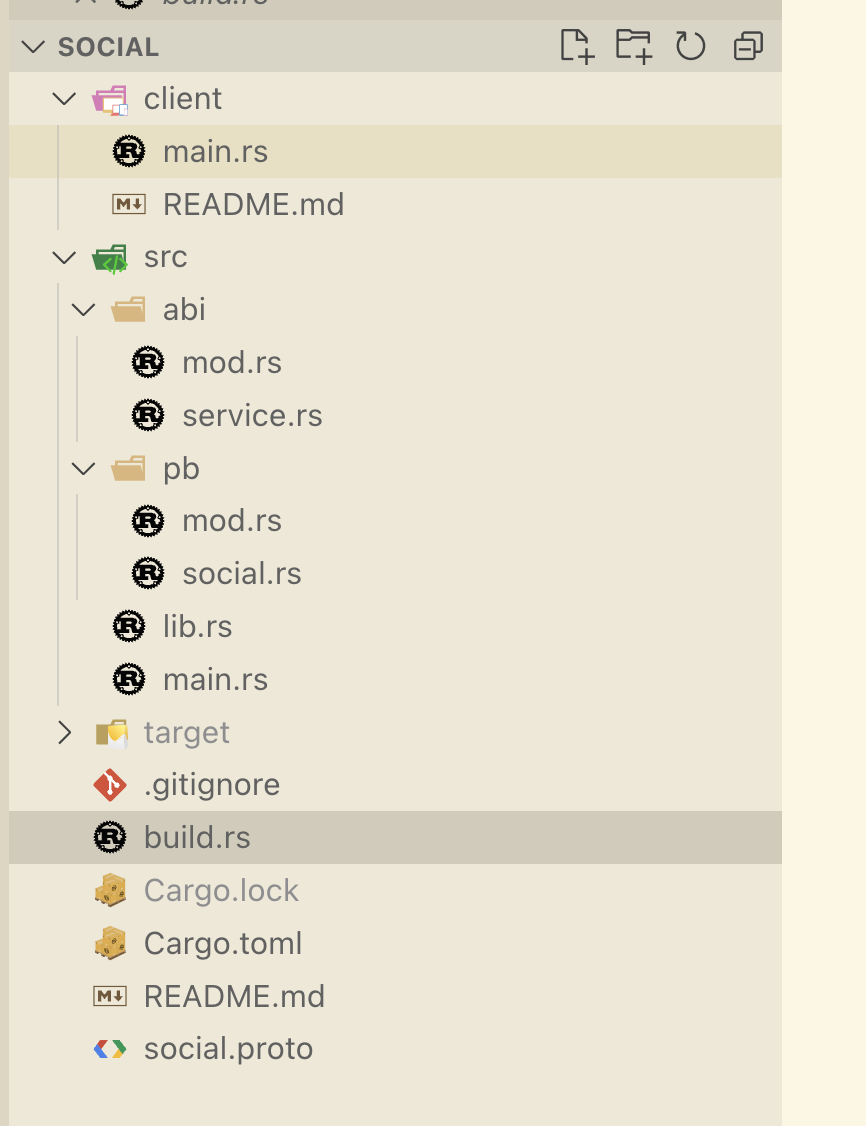 build.rs
SOCIAL
client
main.rs
README.md
src
abi
mod.rs
service.rs
pb
mod.rs
social.rs
lib.rs
main.rs
target
.gitignore
build.rs
Cargo.lock
Cargo.toml
README.md
social.proto